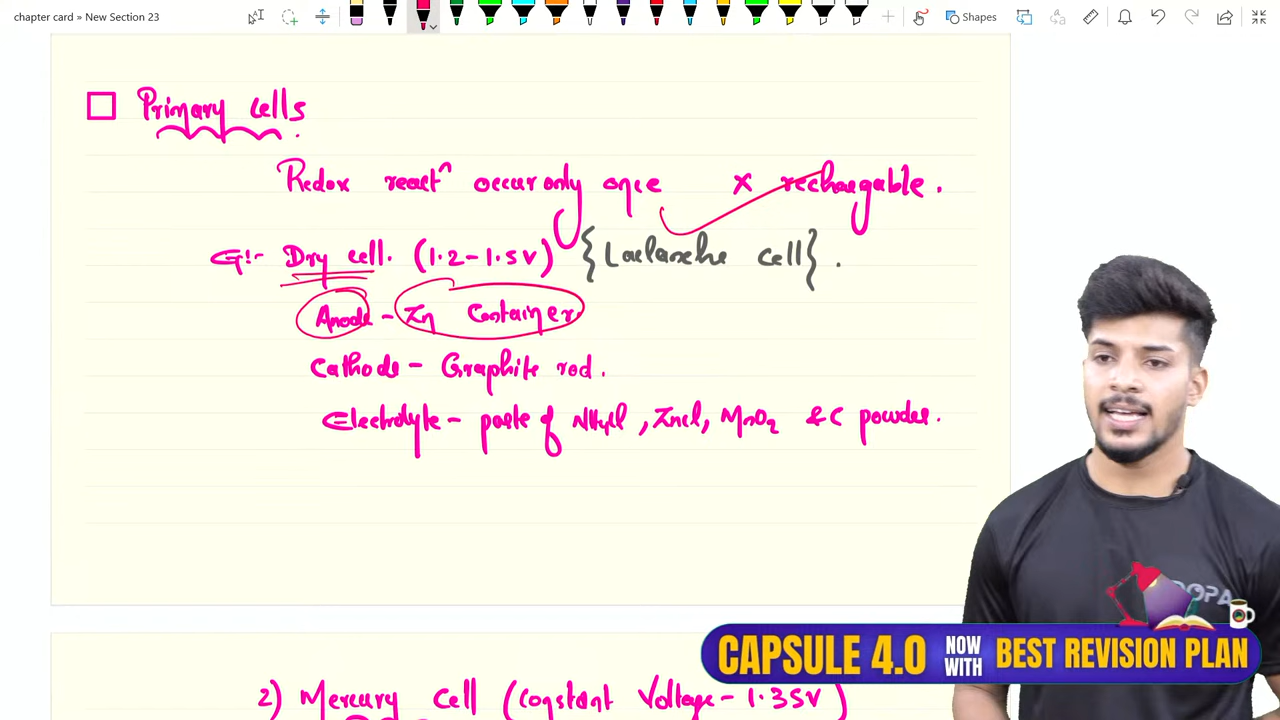 chapter card » New Section 23
Shapes
Primary cells
Redox reactⁿ occur only once × rechargable.
Dry cell. (1.2-1.5V) {Laclanche cell}.
Anode - Zn Container.
Cathode - Graphite rod.
Electrolyte - paste of NH4Cl, ZnCl, MnO2 & C powder.
OPA
CAPSULE 4.0 NOW WITH BEST REVISION PLAN
2) Mercury cell (constant Voltage - 1.35V)